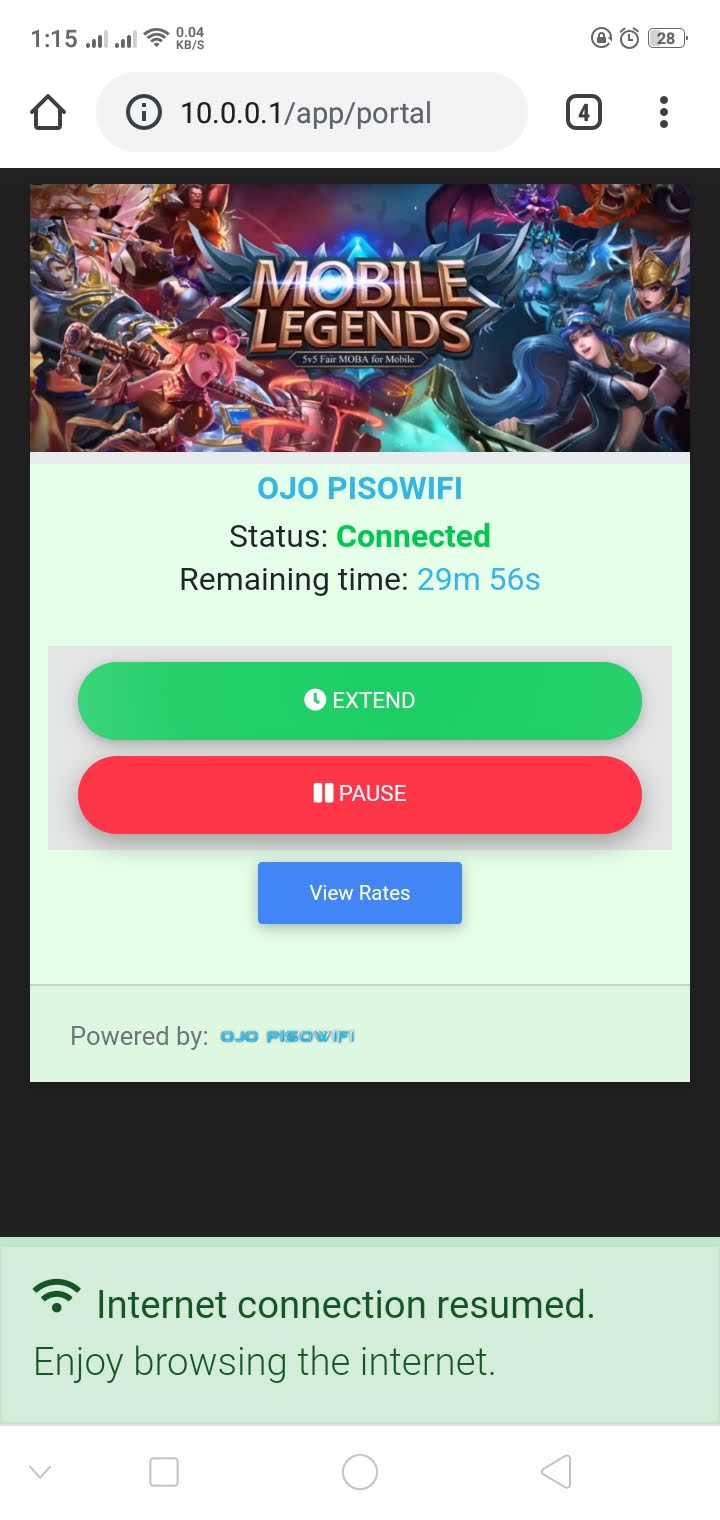 1:15 0.04 KB/S 28
10.0.0.1/app/portal 4
MOBILE
LEGENDS
5v5 Fair MOBA for Mobile
OJO PISOWIFI
Status: Connected
Remaining time: 29m 56s
EXTEND
PAUSE
View Rates
Powered by: OJO PISOWIFI
Internet connection resumed.
Enjoy browsing the internet.